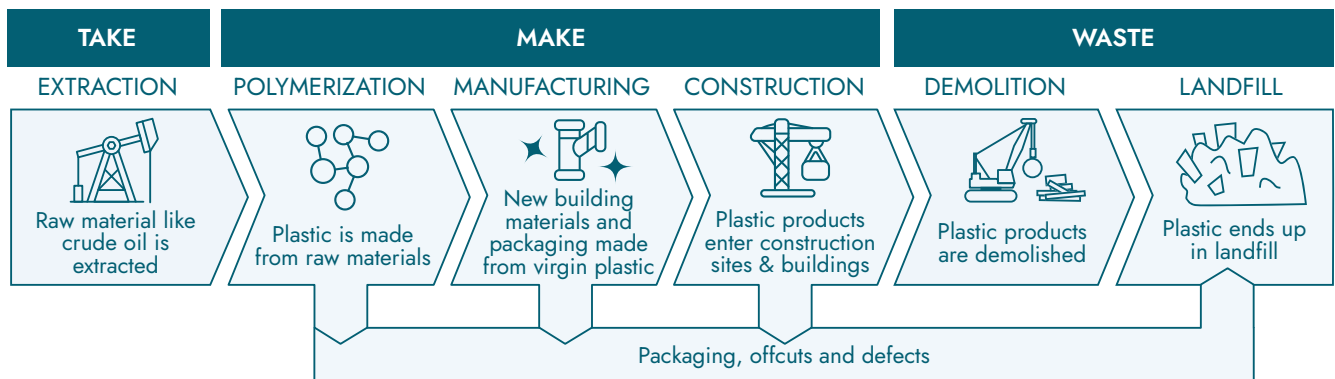 TAKE
MAKE
WASTE
EXTRACTION
POLYMERIZATION
MANUFACTURING
CONSTRUCTION
DEMOLITION
LANDFILL
Raw material like
crude oil is
extracted
Plastic is made
from raw materials
New building
materials and
packaging made
from virgin plastic
Plastic products
enter construction
sites & buildings
Plastic products
are demolished
Plastic ends up
in landfill
Packaging, offcuts and defects